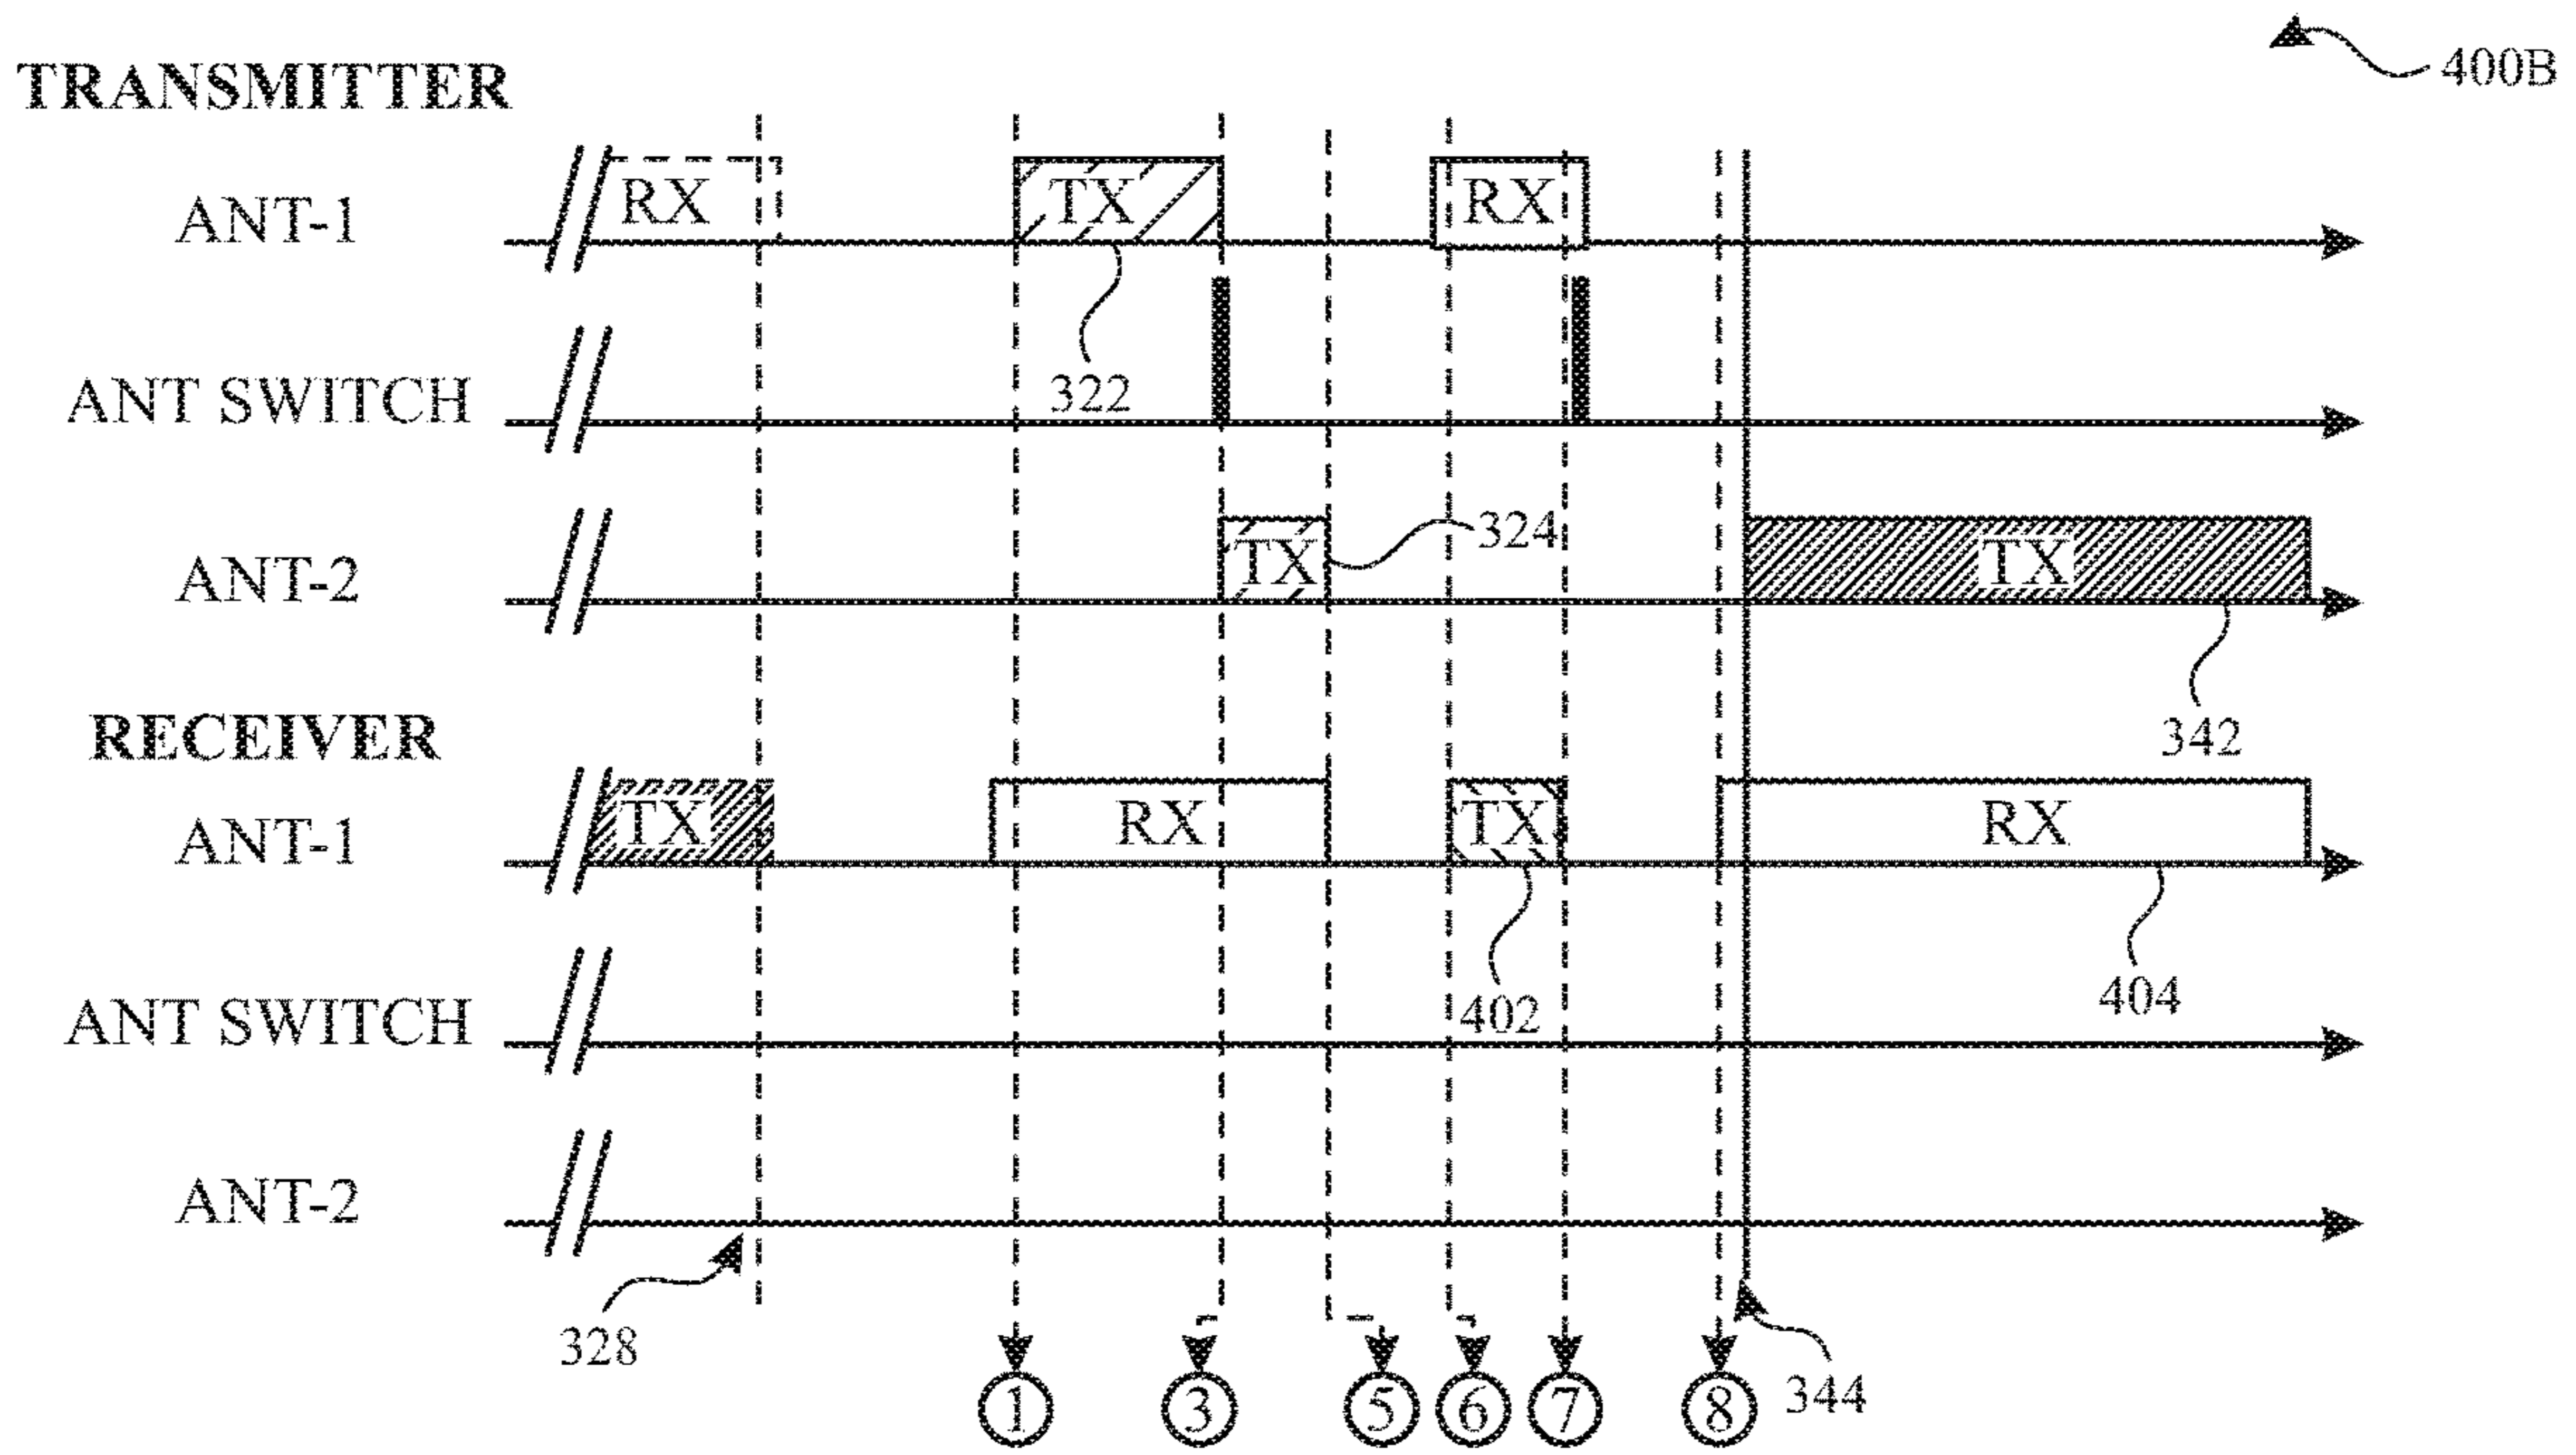 400B
TRANSMITTER
ANT-1
RX
TX
RX
322
ANT SWITCH
ANT-2
TX
324
TX
342
RECEIVER
ANT-1
TX
RX
TX
RX
402
404
ANT SWITCH
ANT-2
328
344
1
3
5
6
7
8